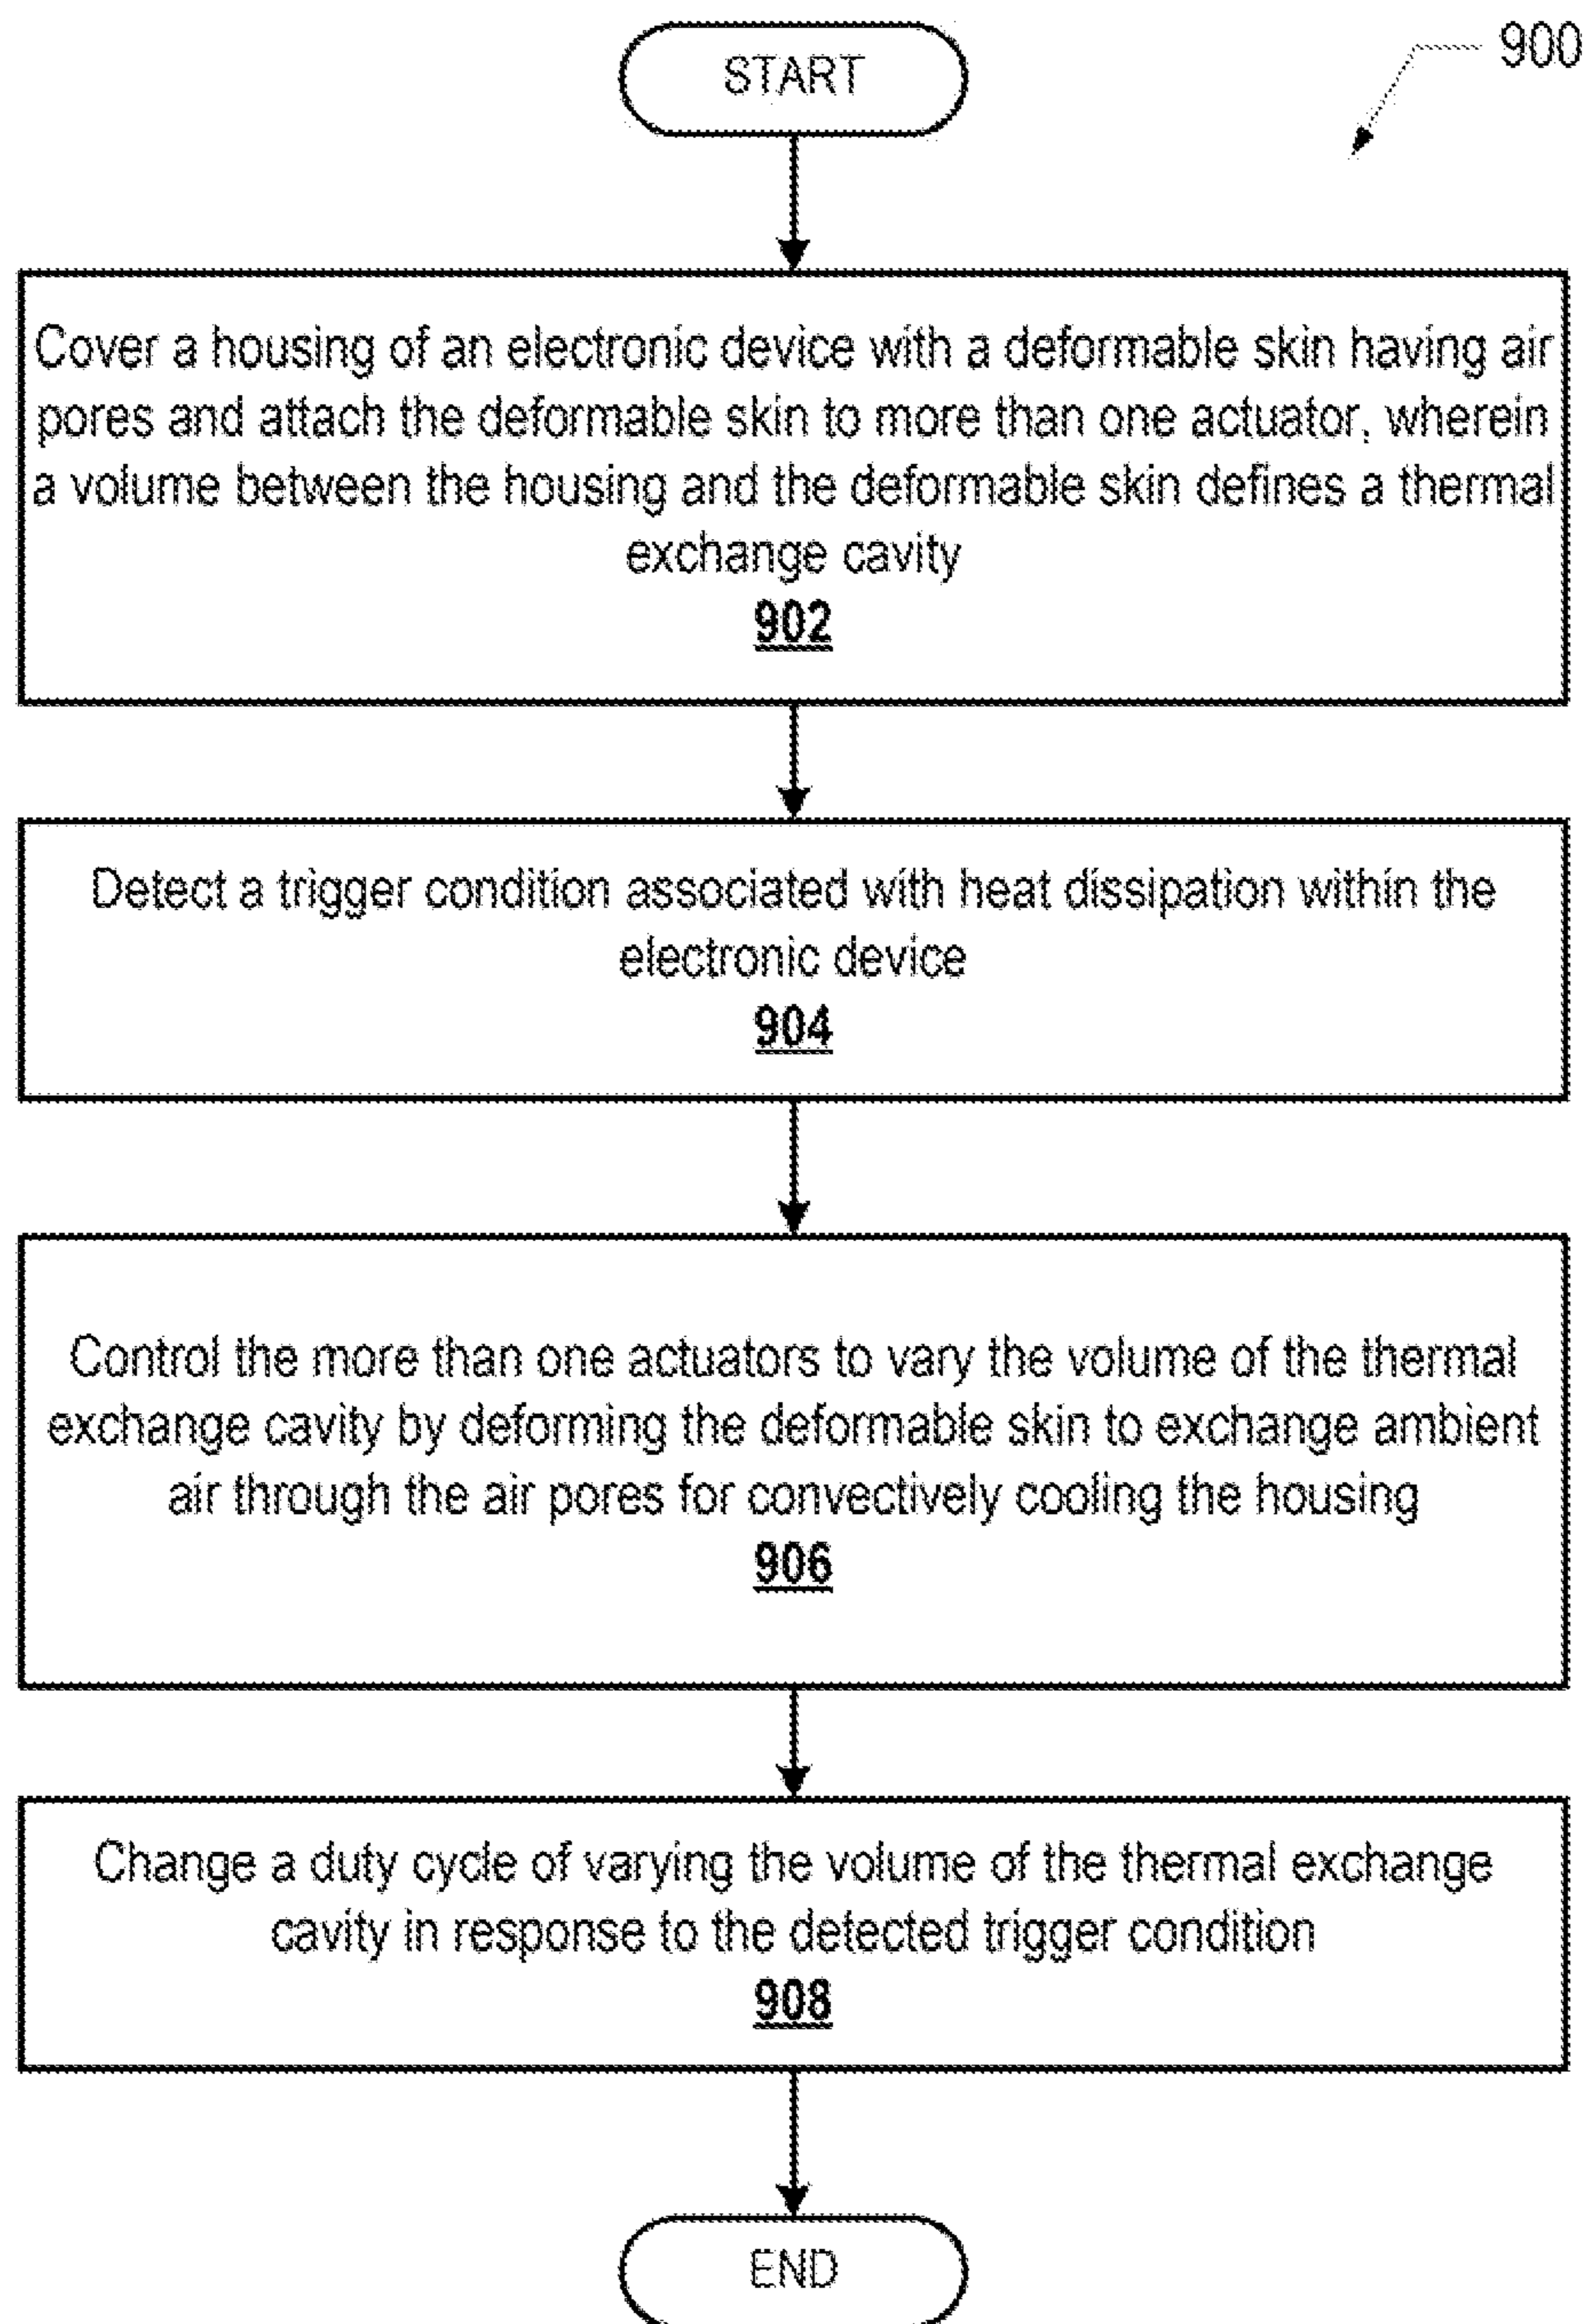 START
900
Cover a housing of an electronic device with a deformable skin having air
pores and attach the deformable skin to more than one actuator, wherein
a volume between the housing and the deformable skin defines a thermal
exchange cavity
902
Detect a trigger condition associated with heat dissipation within the
electronic device
904
Control the more than one actuators to vary the volume of the thermal
exchange cavity by deforming the deformable skin to exchange ambient
air through the air pores for convectively cooling the housing
906
Change a duty cycle of varying the volume of the thermal exchange
cavity in response to the detected trigger condition
908
END